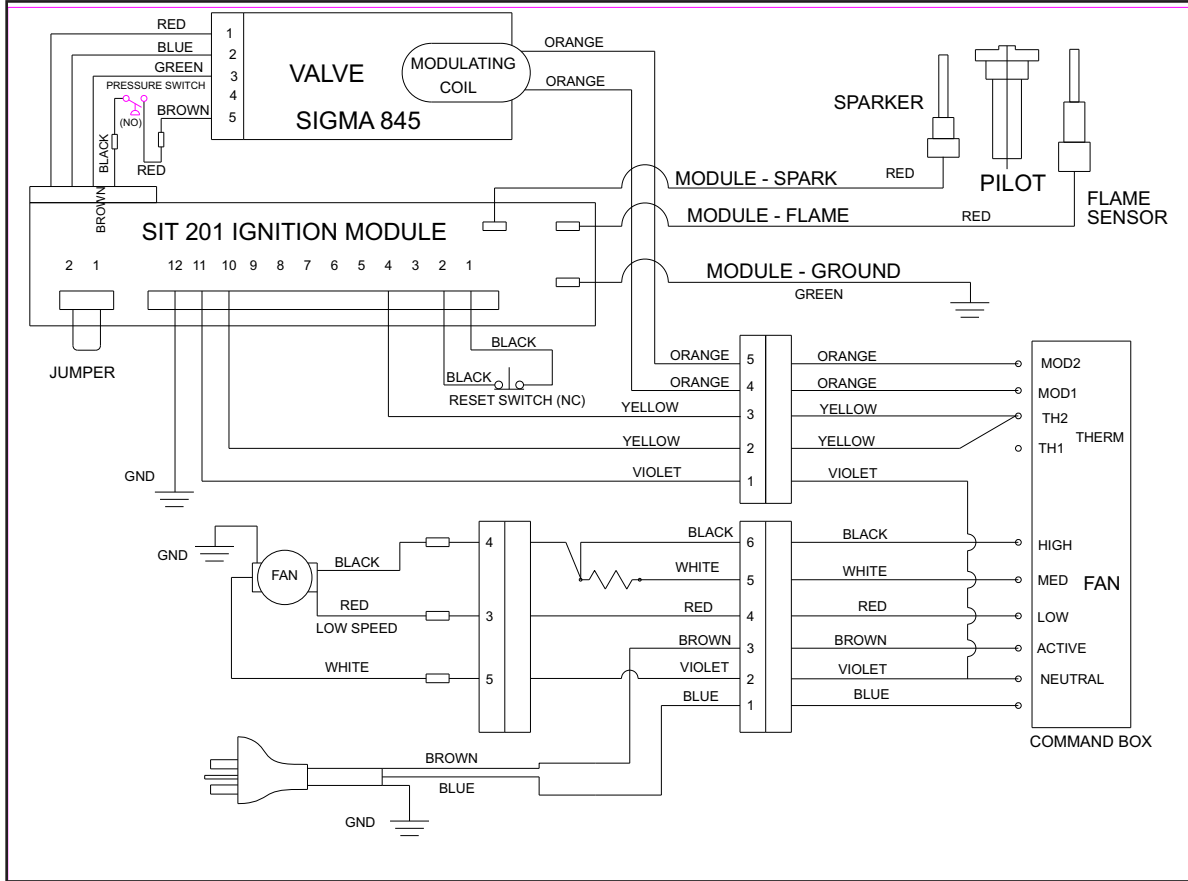 RED
1
BLUE
2
GREEN
3
PRESSURE SWITCH
4
(NO)
BROWN
5
BLACK
RED
BROWN
VALVE
SIGMA 845
MODULATING
COIL
ORANGE
ORANGE
SPARKER
PILOT
FLAME
SENSOR
MODULE - SPARK
RED
MODULE - FLAME
RED
MODULE - GROUND
GREEN
SIT 201 IGNITION MODULE
2 1
12 11 10 9 8 7 6 5 4 3 2 1
JUMPER
BLACK
BLACK
RESET SWITCH (NC)
ORANGE 5 ORANGE MOD2
ORANGE 4 ORANGE MOD1
YELLOW 3 YELLOW TH2
THERM
YELLOW 2 YELLOW TH1
VIOLET 1 VIOLET
GND
GND
FAN
BLACK 4
RED 3
LOW SPEED
WHITE 5
BLACK 6 BLACK HIGH
WHITE 5 WHITE MED
FAN
RED 4 RED LOW
BROWN 3 BROWN ACTIVE
VIOLET 2 VIOLET NEUTRAL
BLUE 1 BLUE
COMMAND BOX
BROWN
BLUE
GND